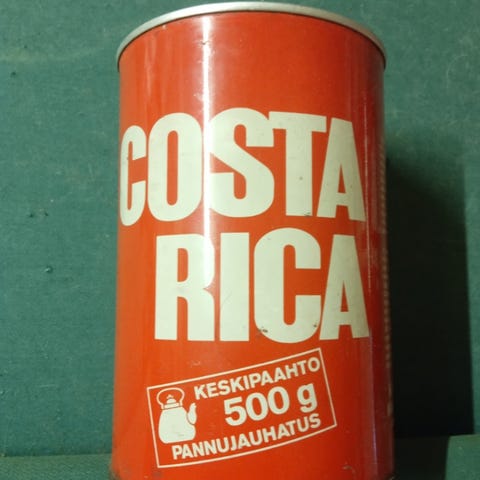 COSTA
RICA
KESKIPAAHTO
500 g
PANNUJAUHATUS